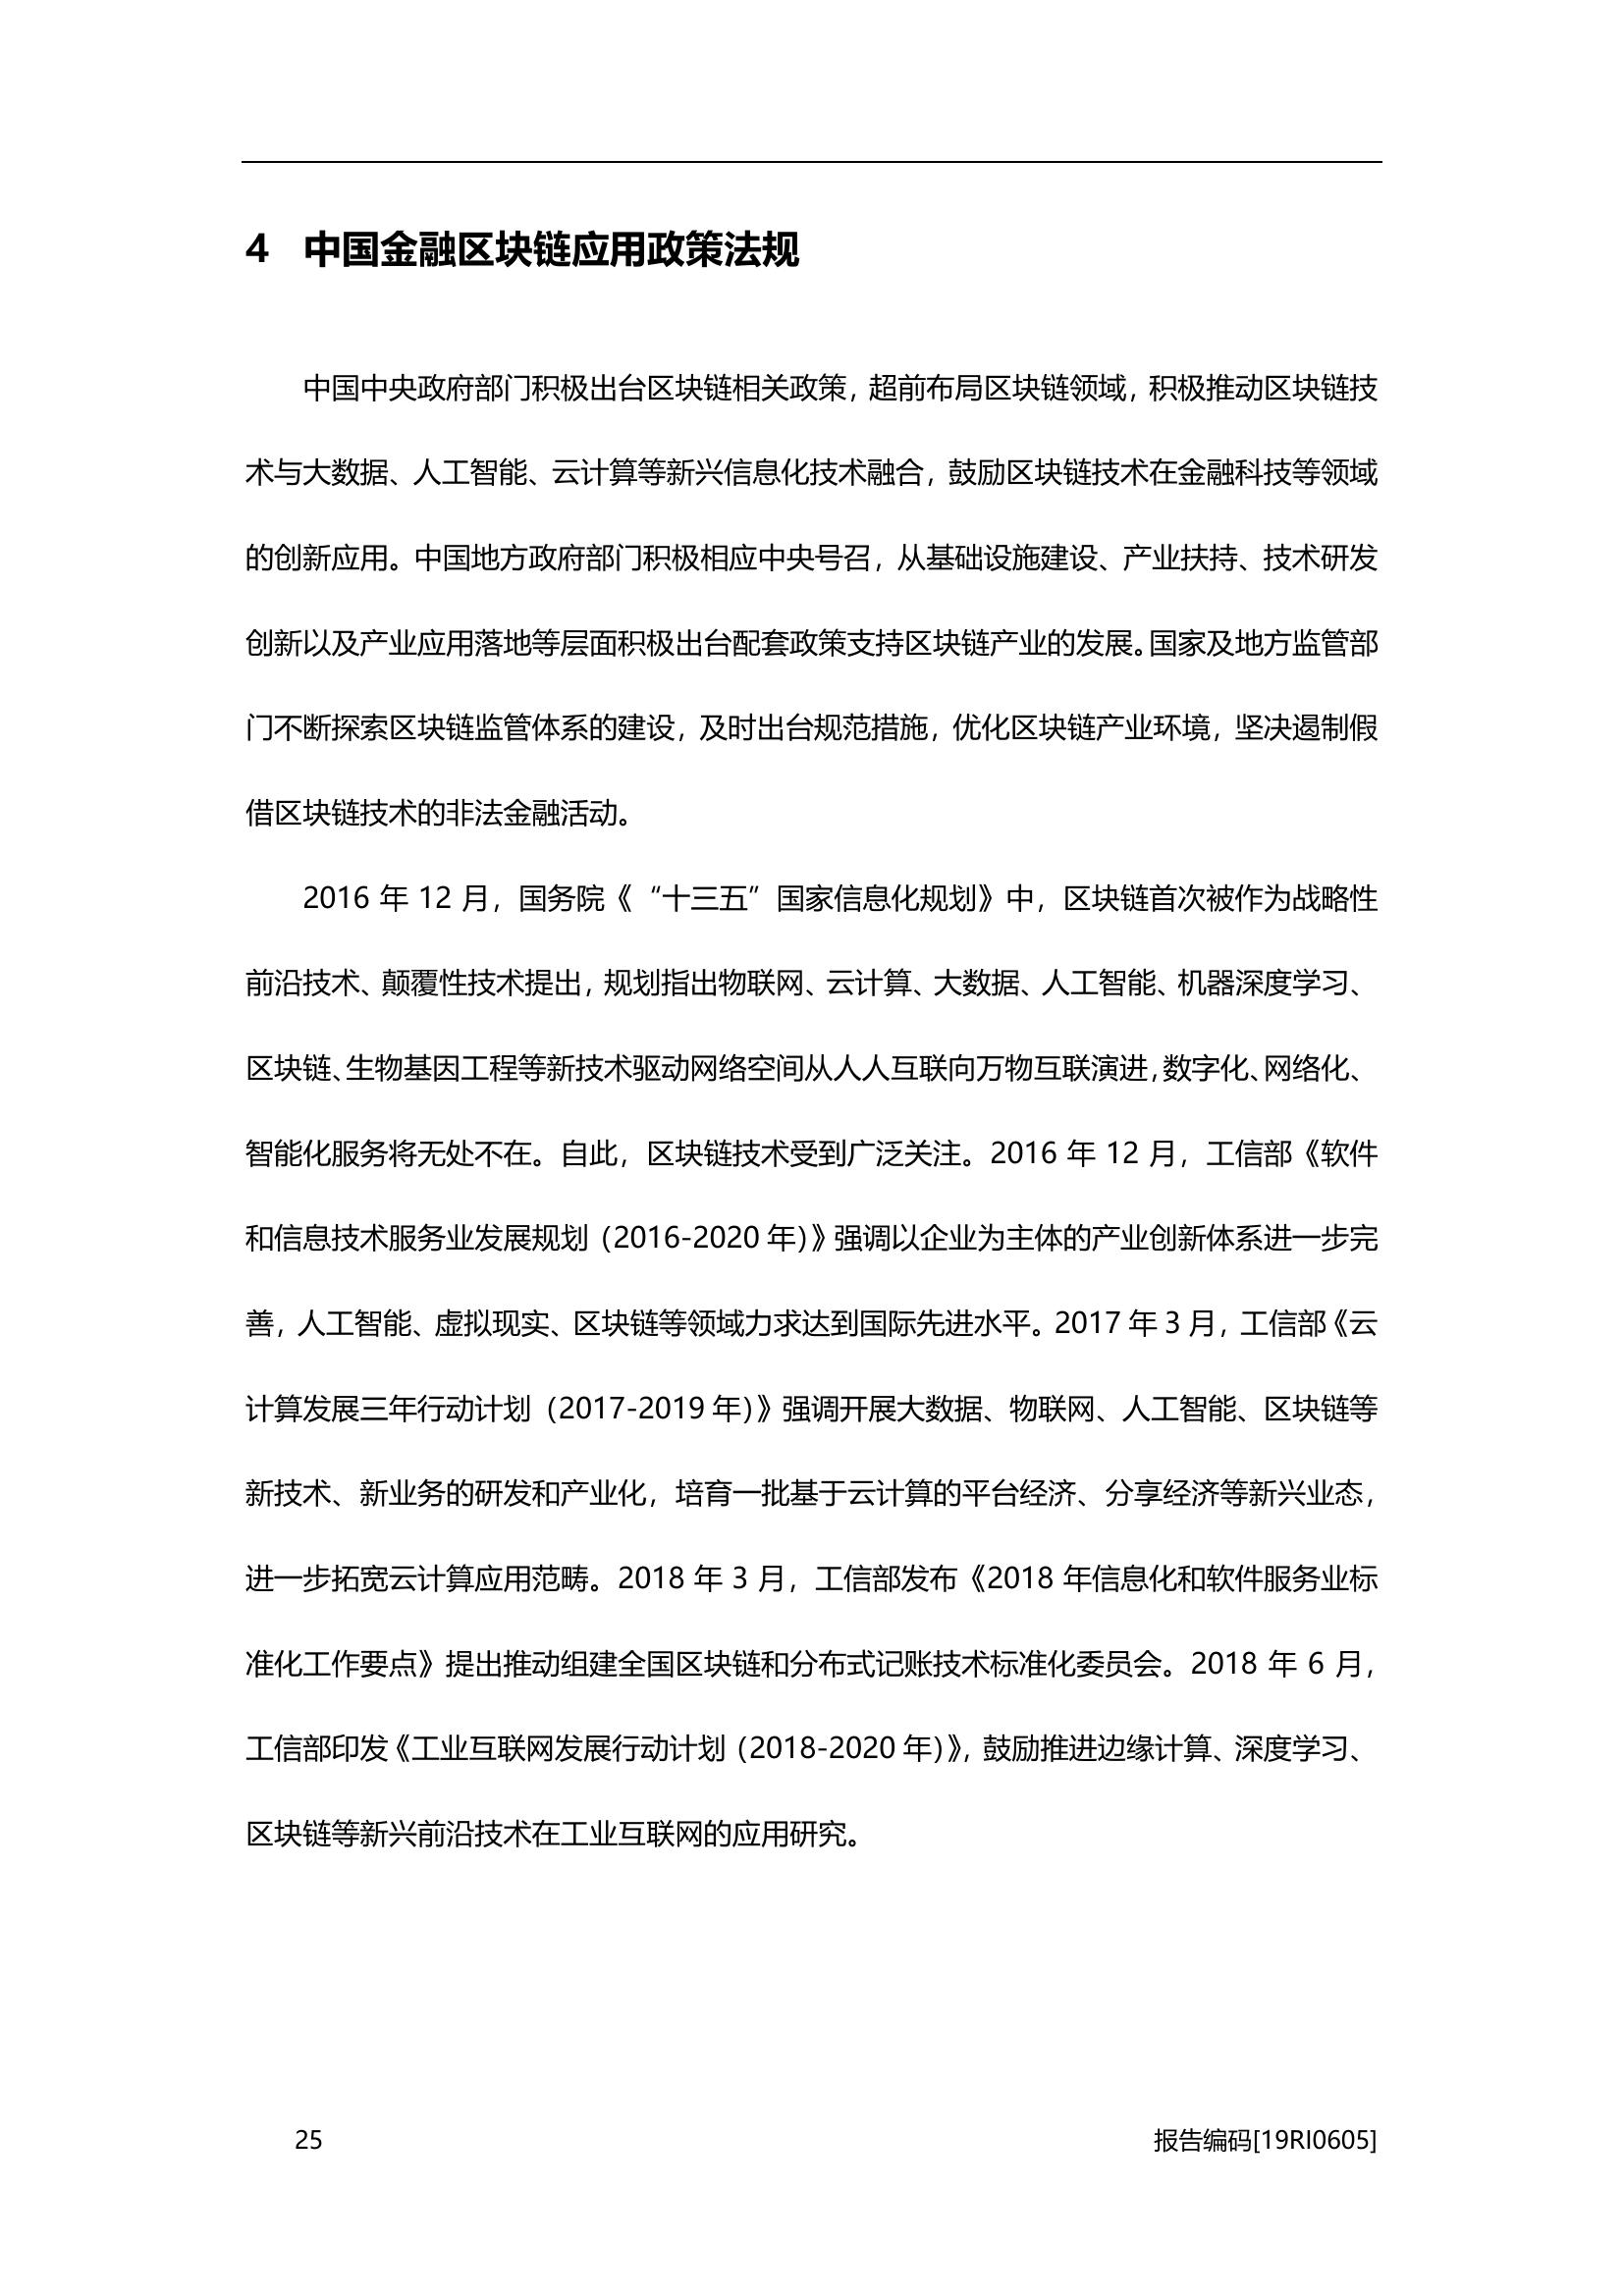 4 中国金融区块链应用政策法规
中国中央政府部门积极出台区块链相关政策，超前布局区块链领域，积极推动区块链技
术与大数据、人工智能、云计算等新兴信息化技术融合，鼓励区块链技术在金融科技等领域
的创新应用。中国地方政府部门积极相应中央号召，从基础设施建设、产业扶持、技术研发
创新以及产业应用落地等层面积极出台配套政策支持区块链产业的发展。国家及地方监管部
门不断探索区块链监管体系的建设，及时出台规范措施，优化区块链产业环境，坚决遏制假
借区块链技术的非法金融活动。
2016 年 12 月，国务院《“十三五”国家信息化规划》中，区块链首次被作为战略性
前沿技术、颠覆性技术提出，规划指出物联网、云计算、大数据、人工智能、机器深度学习、
区块链、生物基因工程等新技术驱动网络空间从人人互联向万物互联演进，数字化、网络化、
智能化服务将无处不在。自此，区块链技术受到广泛关注。2016 年 12 月，工信部《软件
和信息技术服务业发展规划（2016-2020 年）》强调以企业为主体的产业创新体系进一步完
善，人工智能、虚拟现实、区块链等领域力求达到国际先进水平。2017 年 3 月，工信部《云
计算发展三年行动计划（2017-2019 年）》强调开展大数据、物联网、人工智能、区块链等
新技术、新业务的研发和产业化，培育一批基于云计算的平台经济、分享经济等新兴业态，
进一步拓宽云计算应用范畴。2018 年 3 月，工信部发布《2018 年信息化和软件服务业标
准化工作要点》提出推动组建全国区块链和分布式记账技术标准化委员会。2018 年 6 月，
工信部印发《工业互联网发展行动计划（2018-2020 年）》，鼓励推进边缘计算、深度学习、
区块链等新兴前沿技术在工业互联网的应用研究。
25 报告编码[19RI0605]